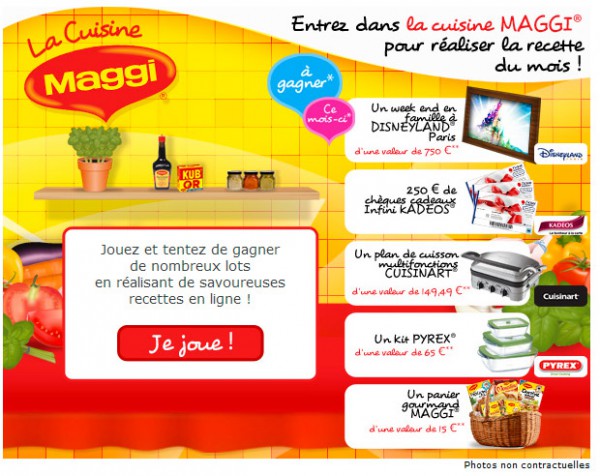 La Cuisine
Maggi®
Entrez dans la cuisine MAGGI®
pour réaliser la recette
du mois !
à
gagner*
Ce
mois-ci*
Un week end en
famille à
DISNEYLAND®
Paris
d'une valeur de 750 €**
DISNEYLAND
PARIS
KUB
OR
250 € de
chèques cadeaux
Infini KADEOS®
KADEOS
Jouez et tentez de gagner
de nombreux lots
en réalisant de savoureuses
recettes en ligne !
Je joue !
Un plan de cuisson
multifonctions
CUISINART®
d'une valeur de 149,49 €**
Cuisinart
Un Kit PYREX®
d'une valeur de 65 €**
PYREX
Un panier
gourmand
MAGGI®
d'une valeur de 15 €**
Photos non contractuelles